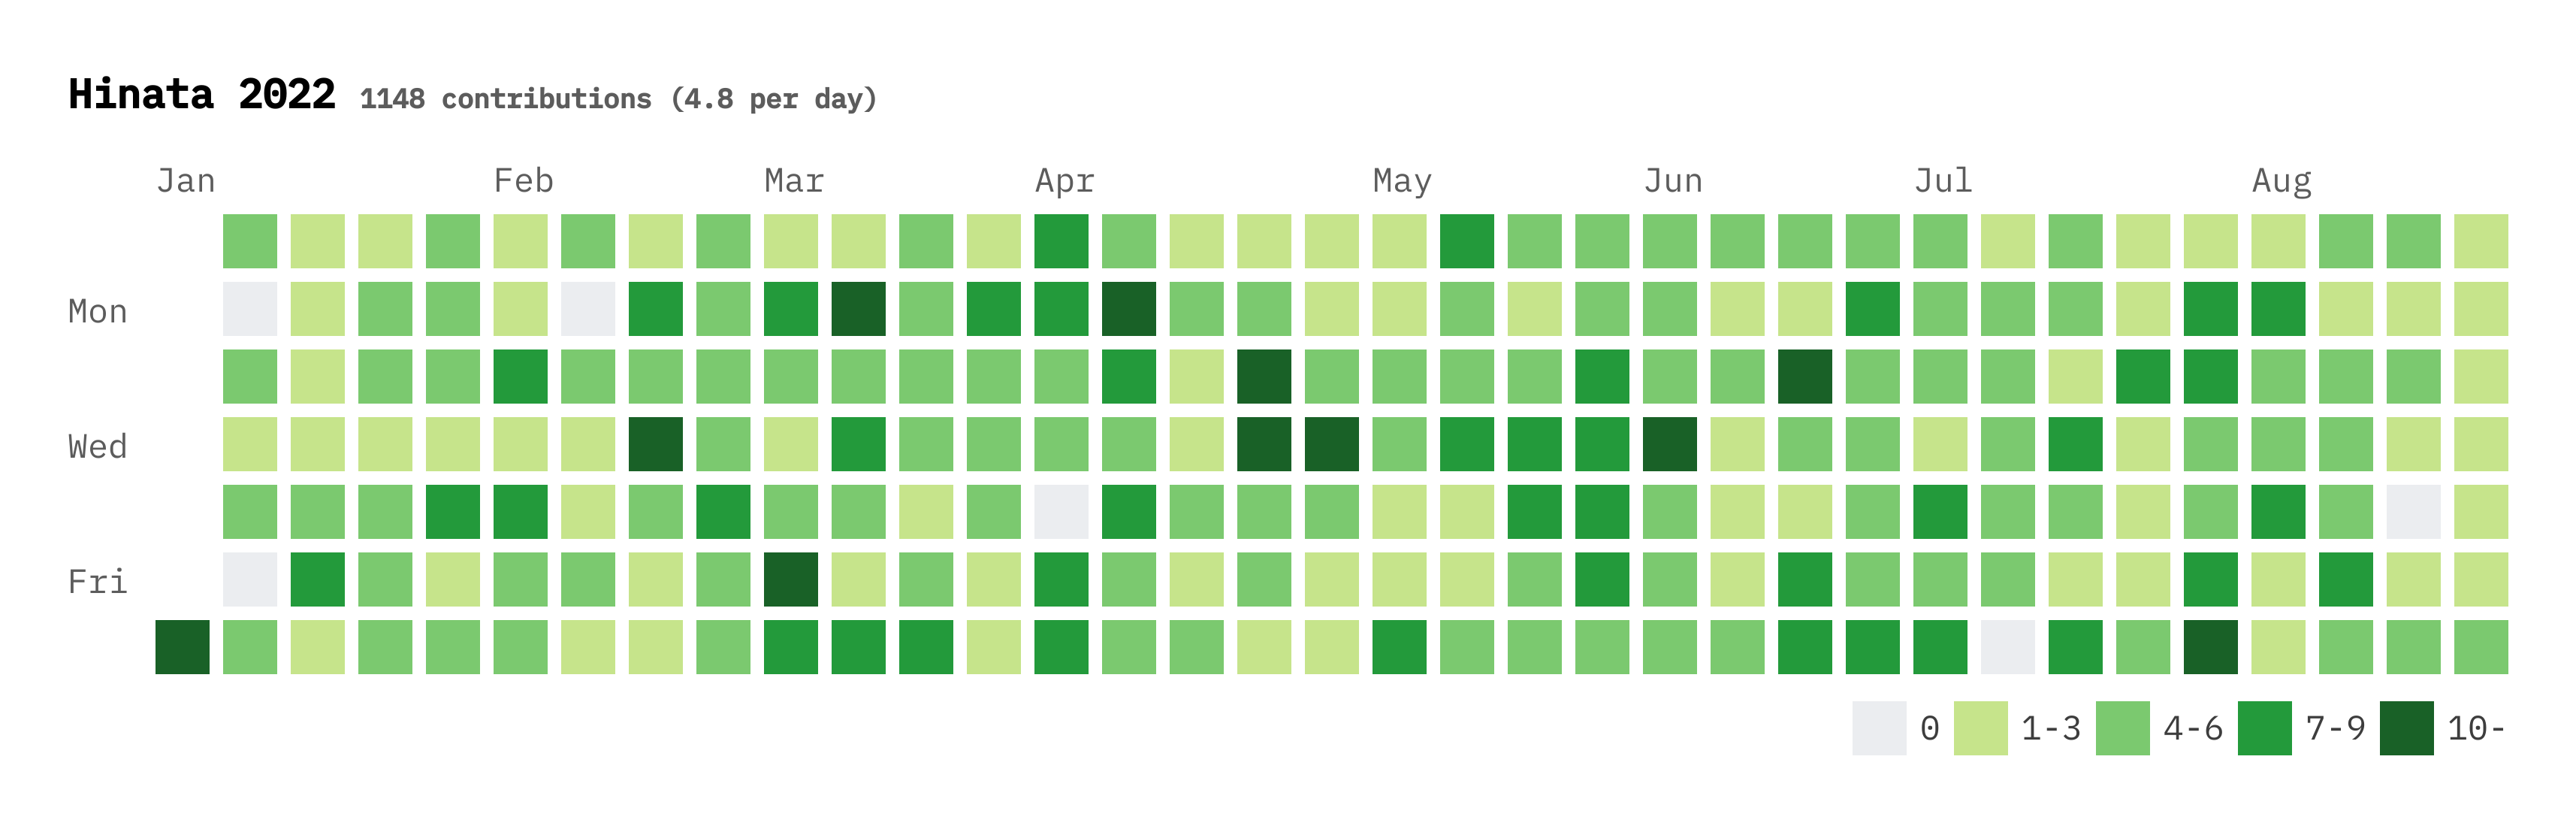 Hinata 2022 1148 contributions (4.8 per day)
Jan Feb Mar Apr May Jun Jul Aug
Mon
Wed
Fri
0 1-3 4-6 7-9 10-